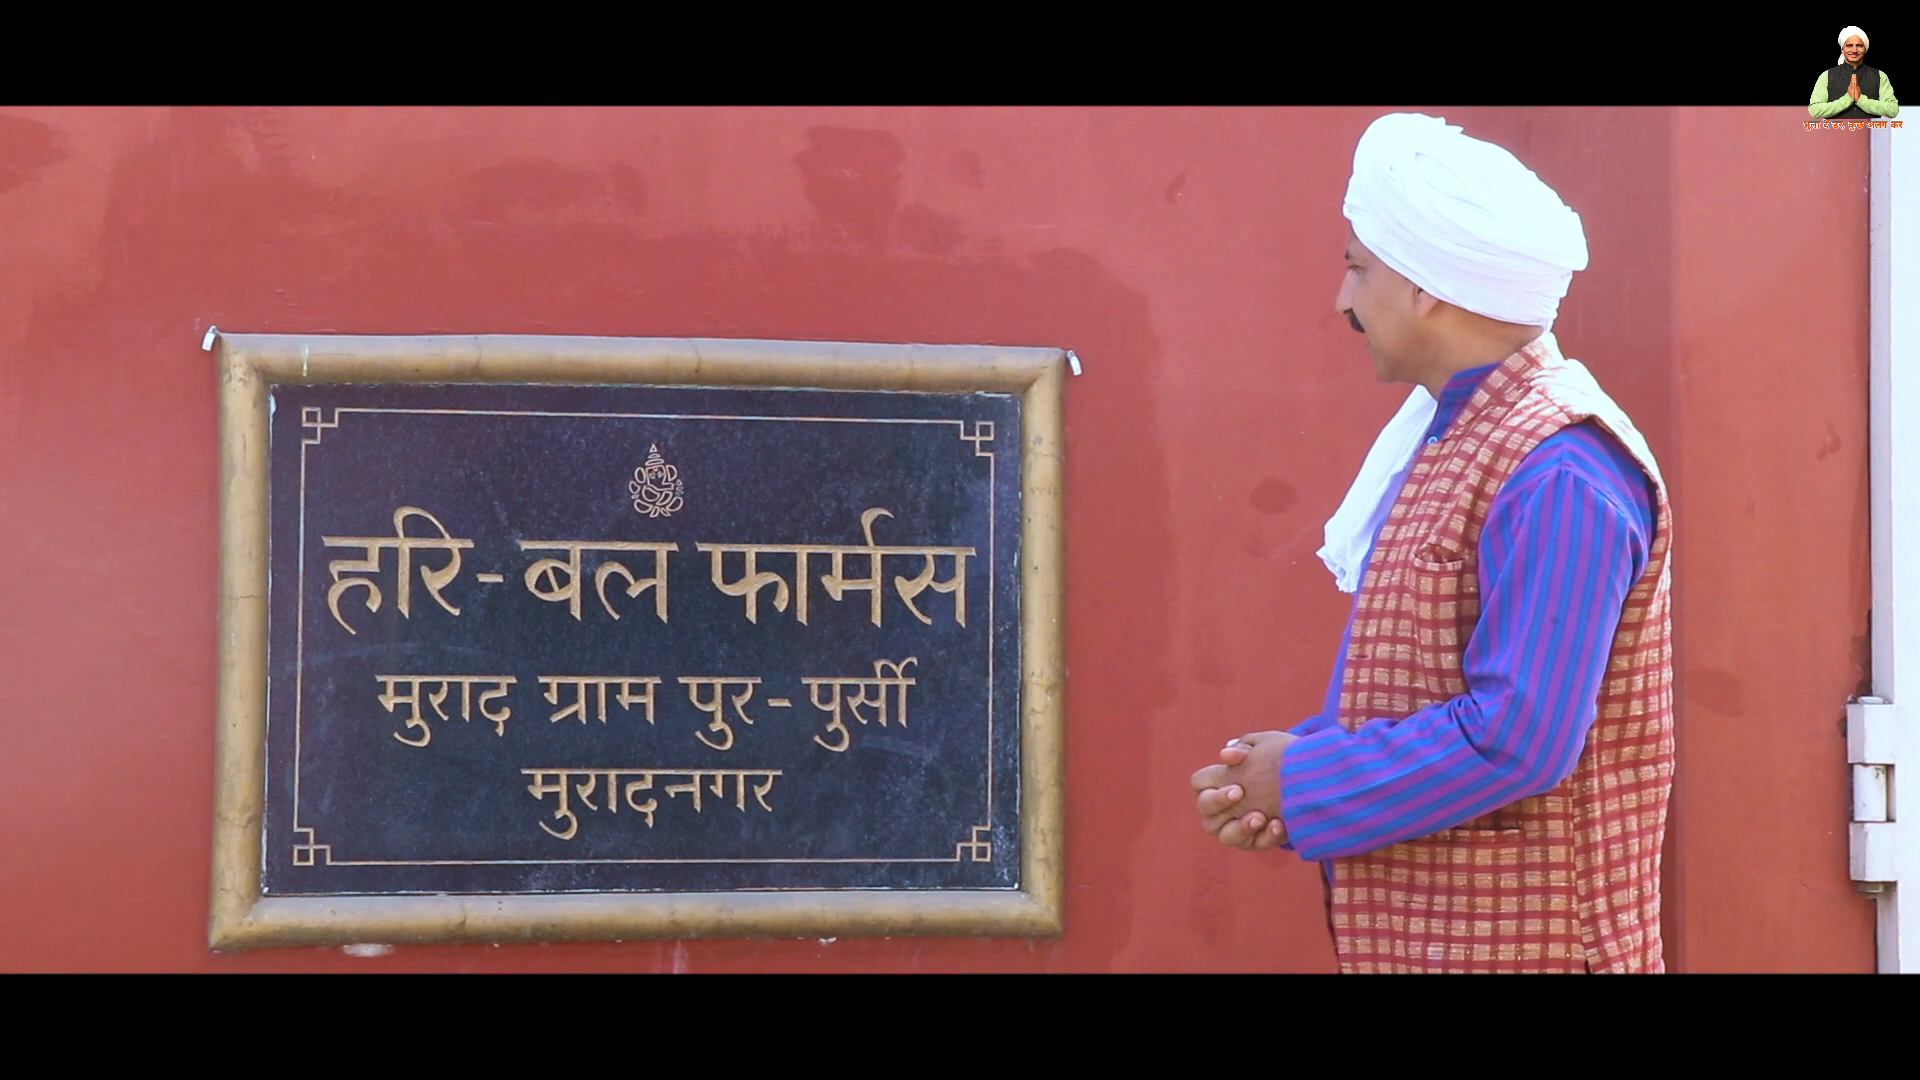 हरि-बल फार्मस
मुराद ग्राम पुर-पुर्सी
मुरादनगर